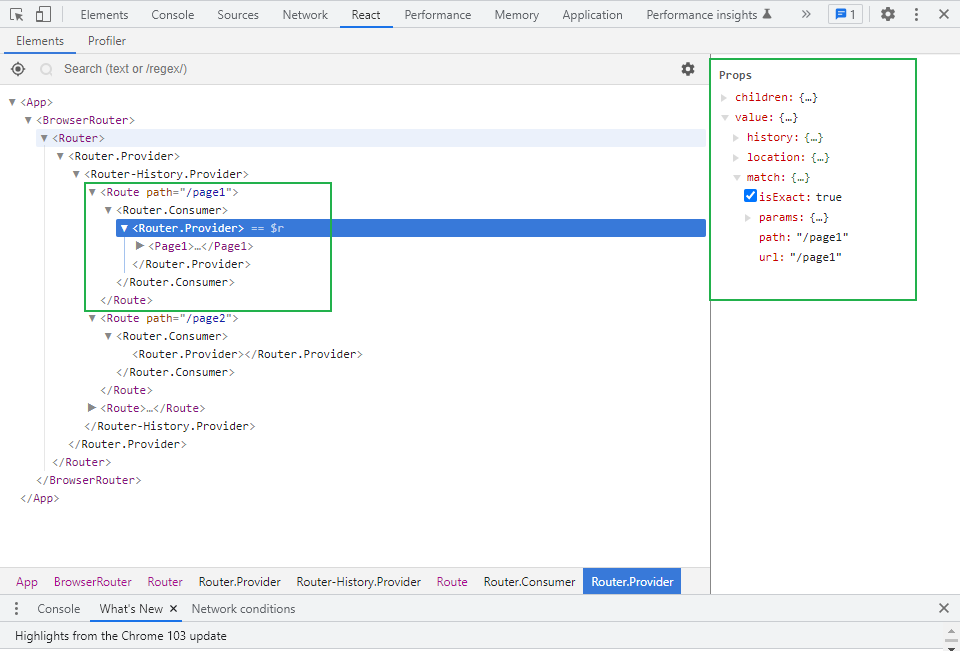 Elements Console Sources Network React Performance Memory Application Performance insights » 1
Elements Profiler
Search (text or /regex/)
▼ <App>
▼ <BrowserRouter>
▼ <Router>
▼ <Router.Provider>
▼ <Router-History.Provider>
▼ <Route path="/page1">
▼ <Router.Consumer>
▼ <Router.Provider> == $r
▶ <Page1>…</Page1>
</Router.Provider>
</Router.Consumer>
</Route>
▼ <Route path="/page2">
▼ <Router.Consumer>
<Router.Provider></Router.Provider>
</Router.Consumer>
</Route>
▶ <Route>…</Route>
</Router-History.Provider>
</Router.Provider>
</Router>
</BrowserRouter>
</App>
Props
children: {…}
value: {…}
history: {…}
location: {…}
match: {…}
isExact: true
params: {…}
path: "/page1"
url: "/page1"
App BrowserRouter Router Router.Provider Router-History.Provider Route Router.Consumer Router.Provider
Console What's New × Network conditions
Highlights from the Chrome 103 update